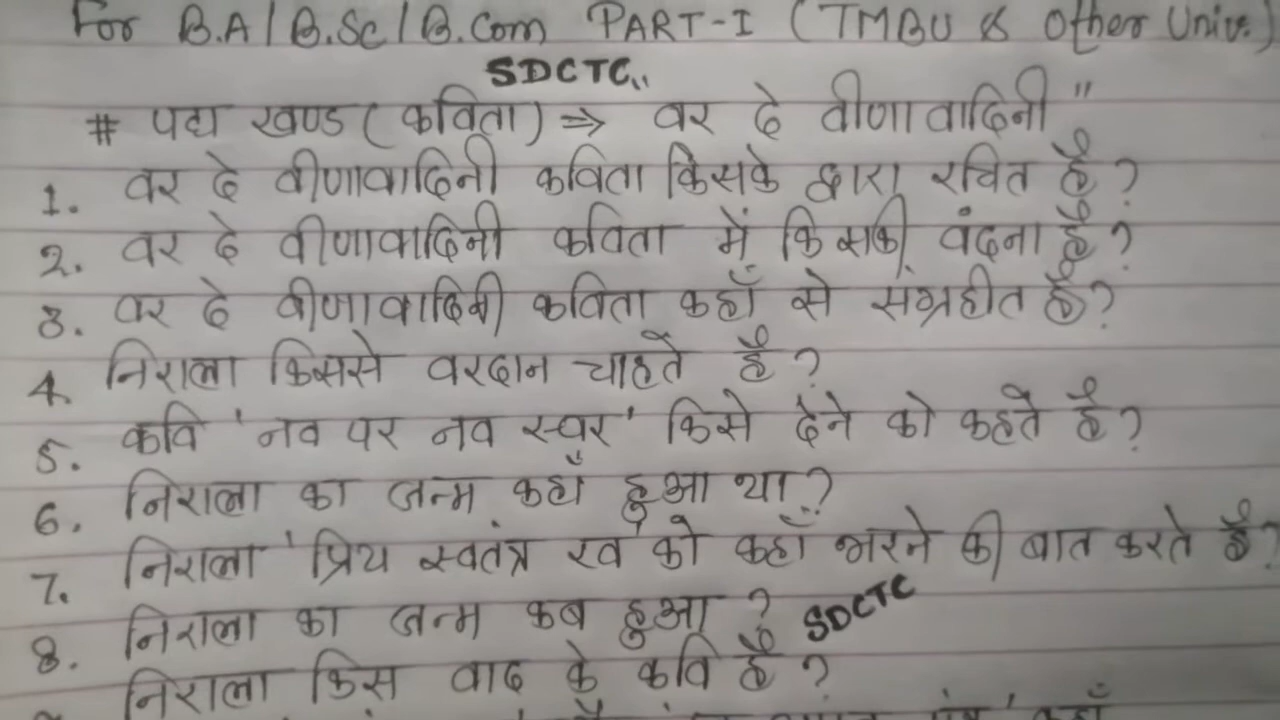 For B.A/B.Sc/B.Com PART-I (TMBU & Other Univ.)
SDCTC
# पद्य खण्ड (कविता) ⇒ वर दे वीणावादिनी"
1. वर दे वीणावादिनी कविता किसके द्वारा रचित है?
2. वर दे वीणावादिनी कविता में किसकी वंदना है?
3. वर दे वीणावादिनी कविता कहाँ से संग्रहीत है?
4. निराला किससे वरदान चाहते है?
5. कवि 'नव पर नव स्वर' किसे देने को कहते है?
6. निराला का जन्म कहाँ हुआ था?
7. निराला 'प्रिय स्वतंत्र रव' को कहाँ भरने की बात करते है?
8. निराला का जन्म कब हुआ?
SDCTC
निराला किस वाद के कवि है?